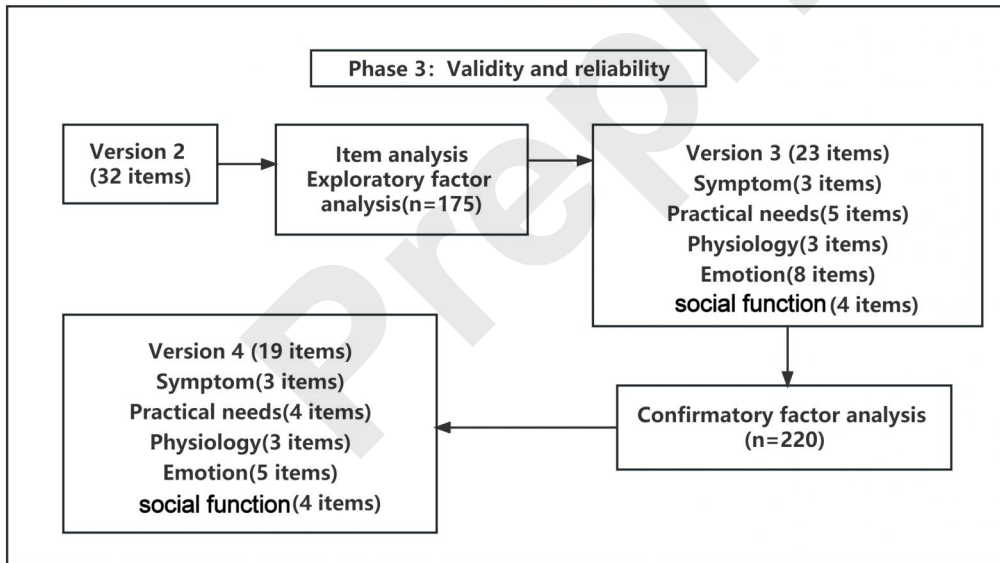 Phase 3: Validity and reliability
Version 2
(32 items)
Item analysis
Exploratory factor
analysis(n=175)
Version 3 (23 items)
Symptom(3 items)
Practical needs(5 items)
Physiology(3 items)
Emotion(8 items)
social function(4 items)
Confirmatory factor analysis
(n=220)
Version 4 (19 items)
Symptom(3 items)
Practical needs(4 items)
Physiology(3 items)
Emotion(5 items)
social function(4 items)